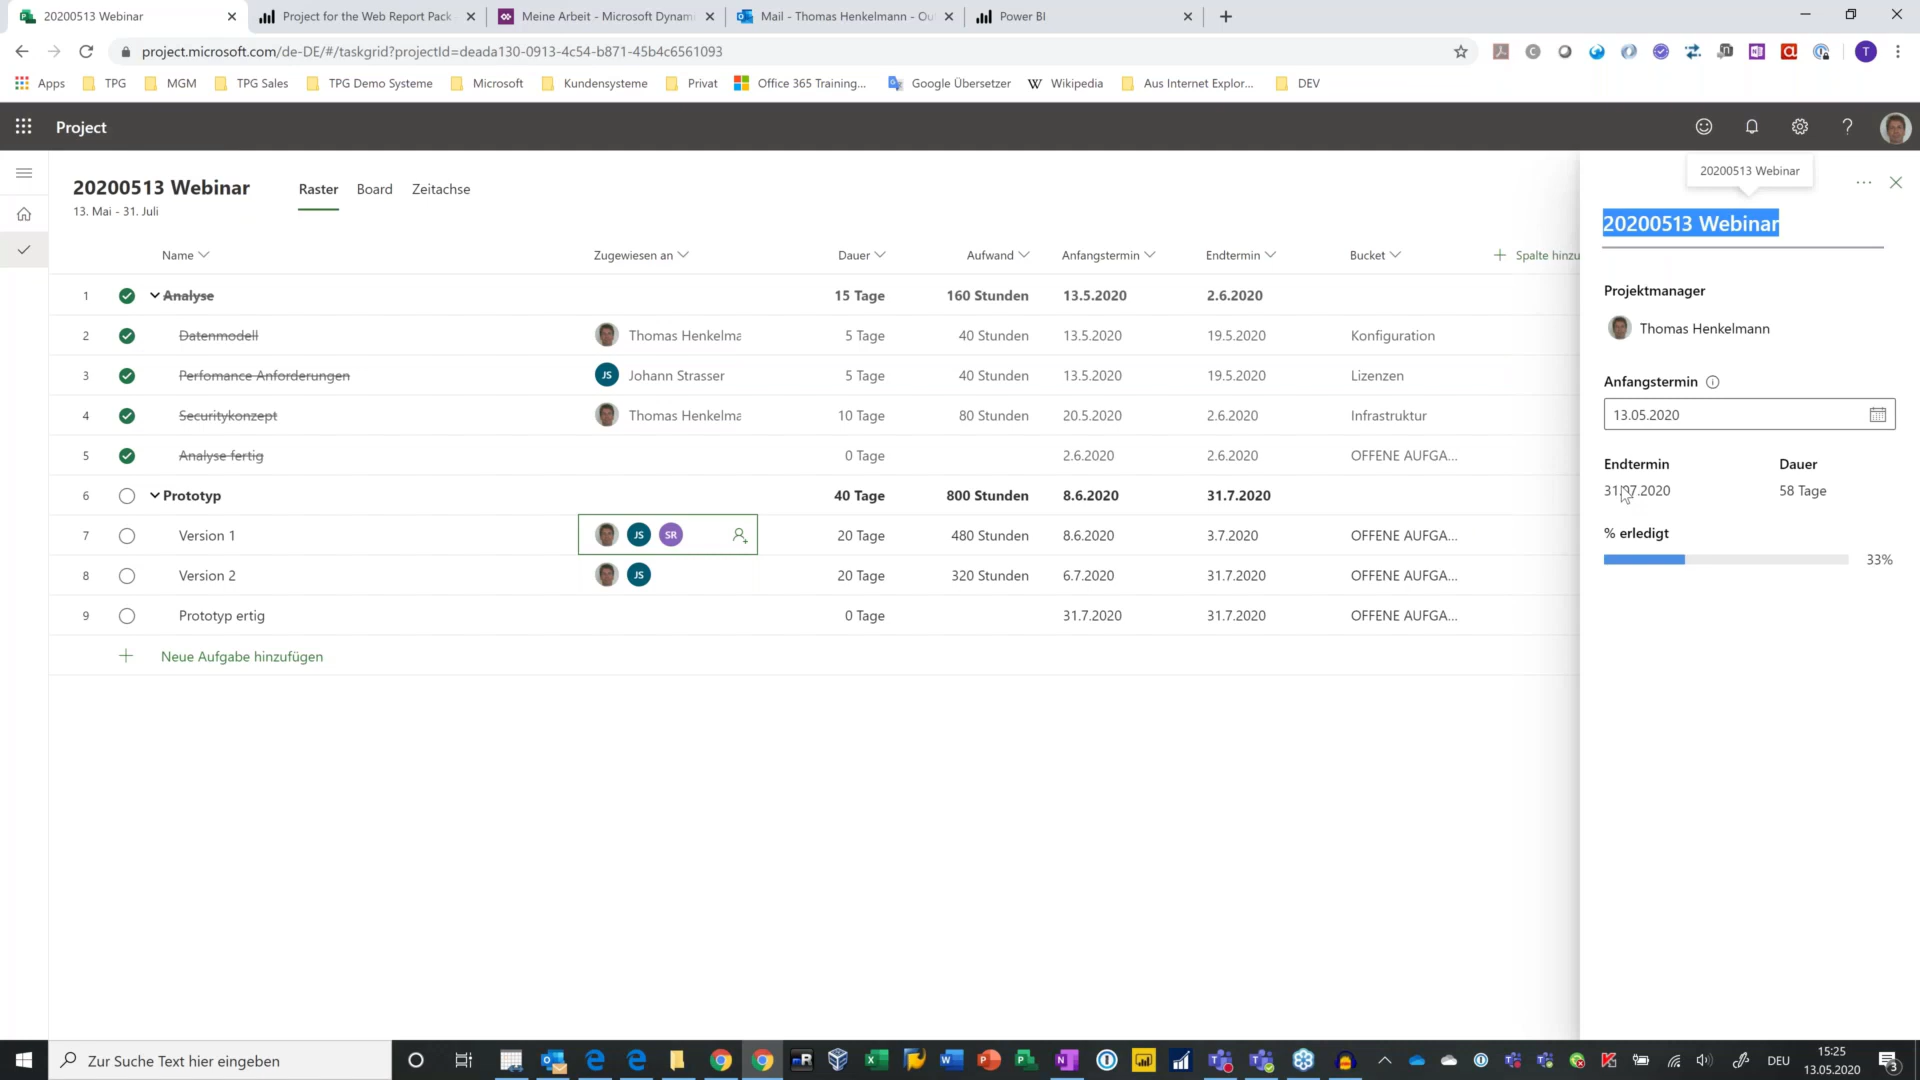 20200513 Webinar
Project for the Web Report Pack
Meine Arbeit - Microsoft Dynam
Mail - Thomas Henkelmann - Ou
Power BI
project.microsoft.com/de-DE/#/taskgrid?projectId=deada130-0913-4c54-b871-45b4c6561093
T
Apps TPG MGM TPG Sales TPG Demo Systeme Microsoft Kundensysteme Privat Office 365 Training... Google Übersetzer Wikipedia Aus Internet Explor... DEV
Project
20200513 Webinar
13. Mai - 31. Juli
Raster Board Zeitachse
Name Zugewiesen an Dauer Aufwand Anfangstermin Endtermin Bucket Spalte hinzu
1 Analyse 15 Tage 160 Stunden 13.5.2020 2.6.2020
2 Datenmodell Thomas Henkelma 5 Tage 40 Stunden 13.5.2020 19.5.2020 Konfiguration
3 Perfomance Anforderungen JS Johann Strasser 5 Tage 40 Stunden 13.5.2020 19.5.2020 Lizenzen
4 Securitykonzept Thomas Henkelma 10 Tage 80 Stunden 20.5.2020 2.6.2020 Infrastruktur
5 Analyse fertig 0 Tage 2.6.2020 2.6.2020 OFFENE AUFGA...
6 Prototyp 40 Tage 800 Stunden 8.6.2020 31.7.2020
7 Version 1 JS SR 20 Tage 480 Stunden 8.6.2020 3.7.2020 OFFENE AUFGA...
8 Version 2 JS 20 Tage 320 Stunden 6.7.2020 31.7.2020 OFFENE AUFGA...
9 Prototyp ertig 0 Tage 31.7.2020 31.7.2020 OFFENE AUFGA...
Neue Aufgabe hinzufügen
20200513 Webinar
20200513 Webinar
Projektmanager
Thomas Henkelmann
Anfangstermin
13.05.2020
Endtermin Dauer
31.07.2020 58 Tage
% erledigt
33%
Zur Suche Text hier eingeben
DEU
15:25
13.05.2020
3